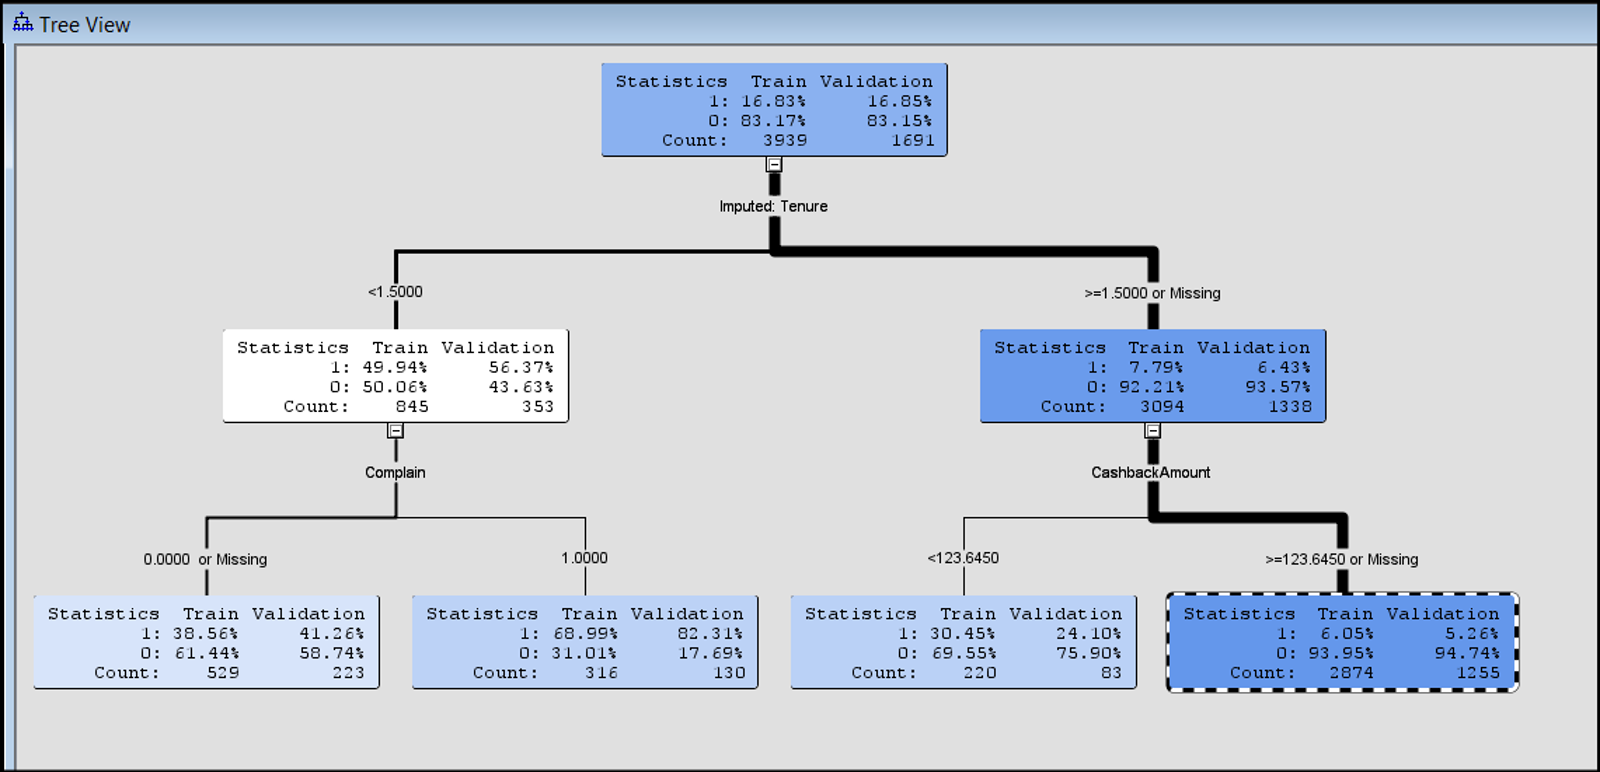 Tree View
Statistics Train Validation
1: 16.83% 16.85%
0: 83.17% 83.15%
Count: 3939 1691
Imputed: Tenure
<1.5000
>=1.5000 or Missing
Statistics Train Validation
1: 49.94% 56.37%
0: 50.06% 43.63%
Count: 845 353
Statistics Train Validation
1: 7.79% 6.43%
0: 92.21% 93.57%
Count: 3094 1338
Complain
CashbackAmount
0.0000 or Missing
1.0000
<123.6450
>=123.6450 or Missing
Statistics Train Validation
1: 38.56% 41.26%
0: 61.44% 58.74%
Count: 529 223
Statistics Train Validation
1: 68.99% 82.31%
0: 31.01% 17.69%
Count: 316 130
Statistics Train Validation
1: 30.45% 24.10%
0: 69.55% 75.90%
Count: 220 83
Statistics Train Validation
1: 6.05% 5.26%
0: 93.95% 94.74%
Count: 2874 1255